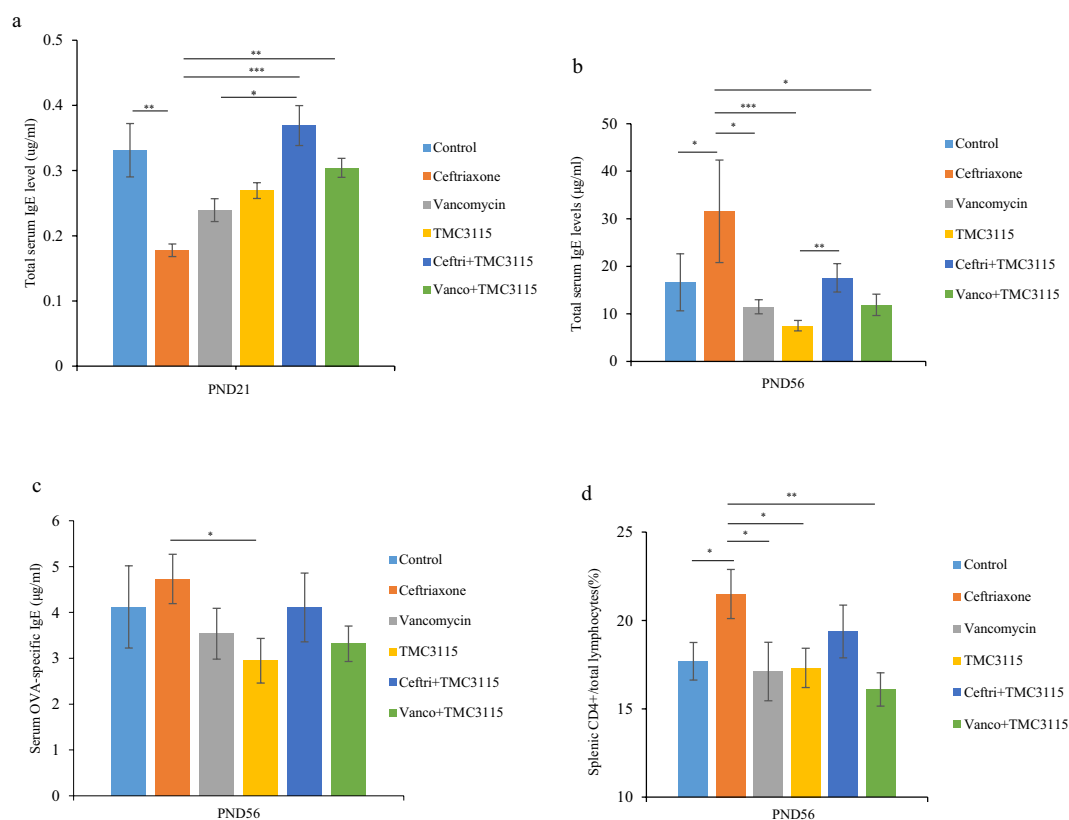 a
Total serum IgE level (ug/ml)
0.5
0.4
0.3
0.2
0.1
0
**
***
*
**
PND21
Control
Ceftriaxone
Vancomycin
TMC3115
Ceftri+TMC3115
Vanco+TMC3115
b
Total serum IgE levels (μg/ml)
50
40
30
20
10
0
*
***
*
*
**
PND56
Control
Ceftriaxone
Vancomycin
TMC3115
Ceftri+TMC3115
Vanco+TMC3115
c
Serum OVA-specific IgE (μg/ml)
6
5
4
3
2
1
0
*
PND56
Control
Ceftriaxone
Vancomycin
TMC3115
Ceftri+TMC3115
Vanco+TMC3115
d
Splenic CD4+/total lymphocytes(%)
25
20
15
10
**
*
*
*
PND56
Control
Ceftriaxone
Vancomycin
TMC3115
Ceftri+TMC3115
Vanco+TMC3115